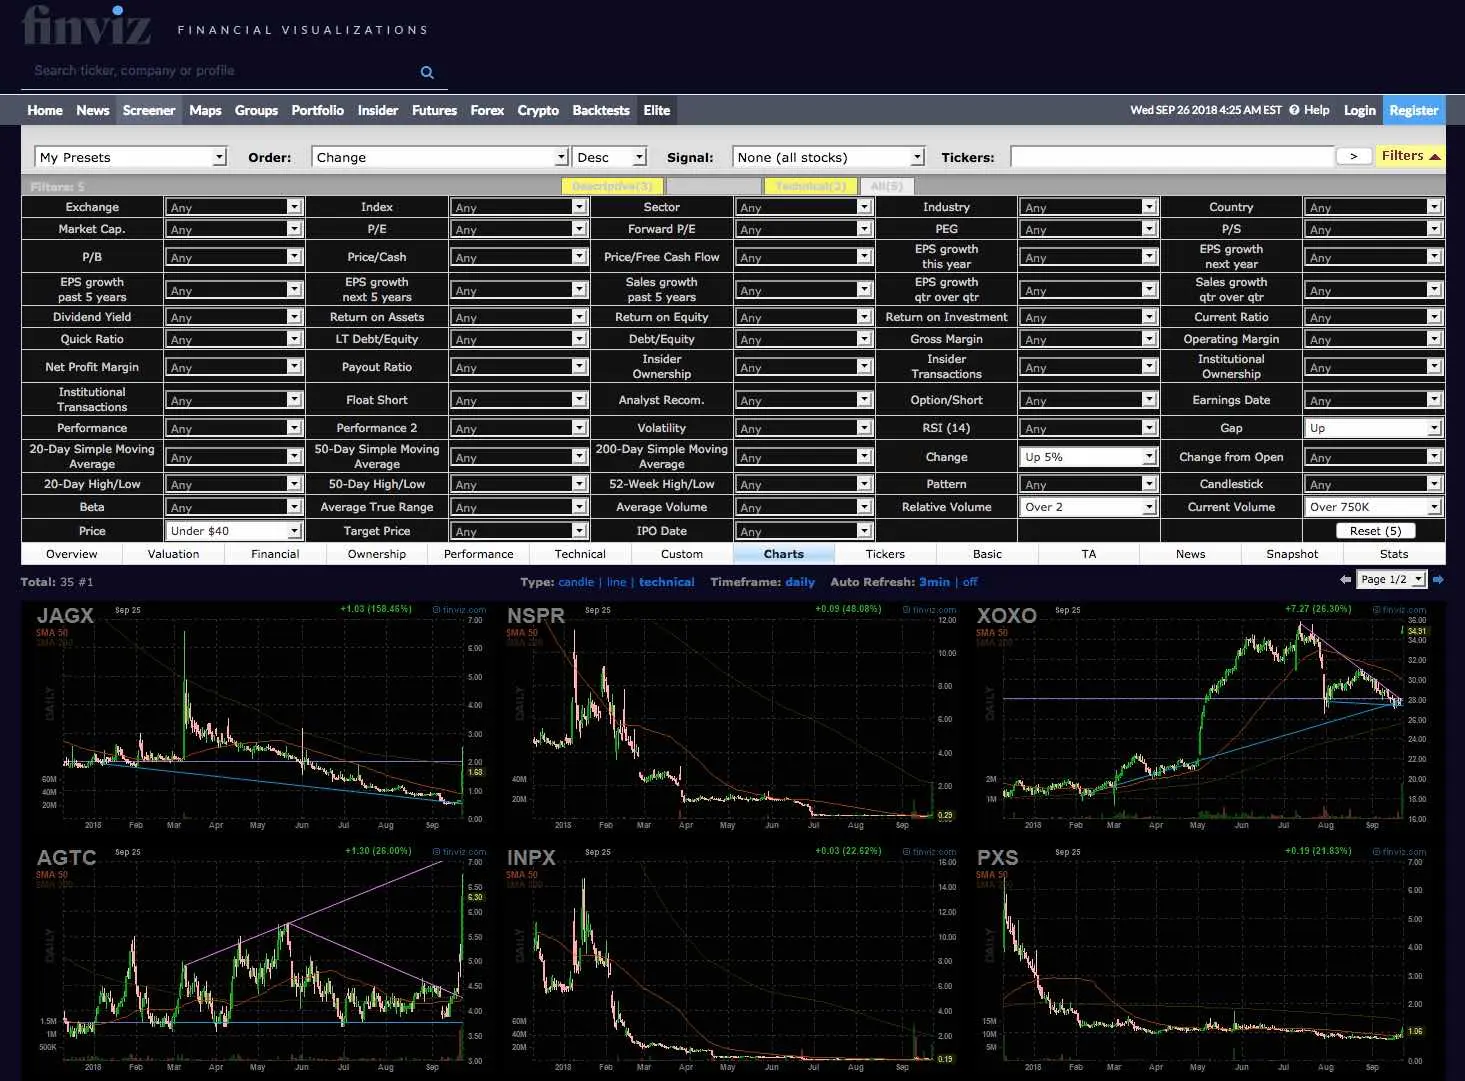 finviz FINANCIAL VISUALIZATIONS
Search ticker, company or profile
Home News Screener Maps Groups Portfolio Insider Futures Forex Crypto Backtests Elite Wed SEP 26 2018 4:25 AM EST ? Help Login Register
My Presets Order: Change Desc Signal: None (all stocks) Tickers: > Filters
Filters: 5 Descriptive(3) Technical(2) All(5)
Exchange Any Index Any Sector Any Industry Any Country Any
Market Cap. Any P/E Any Forward P/E Any PEG Any P/S Any
P/B Any Price/Cash Any Price/Free Cash Flow Any EPS growth this year Any EPS growth next year Any
EPS growth past 5 years Any EPS growth next 5 years Any Sales growth past 5 years Any EPS growth qtr over qtr Any Sales growth qtr over qtr Any
Dividend Yield Any Return on Assets Any Return on Equity Any Return on Investment Any Current Ratio Any
Quick Ratio Any LT Debt/Equity Any Debt/Equity Any Gross Margin Any Operating Margin Any
Net Profit Margin Any Payout Ratio Any Insider Ownership Any Insider Transactions Any Institutional Ownership Any
Institutional Transactions Any Float Short Any Analyst Recom. Any Option/Short Any Earnings Date Any
Performance Any Performance 2 Any Volatility Any RSI (14) Any Gap Up
20-Day Simple Moving Average Any 50-Day Simple Moving Average Any 200-Day Simple Moving Average Any Change Up 5% Change from Open Any
20-Day High/Low Any 50-Day High/Low Any 52-Week High/Low Any Pattern Any Candlestick Any
Beta Any Average True Range Any Average Volume Any Relative Volume Over 2 Current Volume Over 750K
Price Under $40 Target Price Any IPO Date Any Reset (5)
Overview Valuation Financial Ownership Performance Technical Custom Charts Tickers Basic TA News Snapshot Stats
Total: 35 #1 Type: candle | line | technical Timeframe: daily Auto Refresh: 3min | off Page 1/2
JAGX Sep 25 +1.03 (158.46%) © finviz.com
SMA 50
SMA 200
DAILY
7.00
6.00
5.00
4.00
3.00
2.00
1.68
1.00
0.00
60M
40M
20M
2018 Feb Mar Apr May Jun Jul Aug Sep
NSPR Sep 25 +0.09 (48.08%) © finviz.com
SMA 50
SMA 200
DAILY
12.00
10.00
8.00
6.00
4.00
2.00
0.29
40M
20M
2018 Feb Mar Apr May Jun Jul Aug Sep
XOXO Sep 25 +7.27 (26.30%) © finviz.com
SMA 50
SMA 200
DAILY
36.00
34.91
34.00
32.00
30.00
28.00
26.00
24.00
22.00
20.00
18.00
16.00
2M
1M
2018 Feb Mar Apr May Jun Jul Aug Sep
AGTC Sep 25 +1.30 (26.00%) © finviz.com
SMA 50
SMA 200
DAILY
7.00
6.50
6.30
6.00
5.50
5.00
4.50
4.00
3.50
3.00
1.5M
1M
500K
2018 Feb Mar Apr May Jun Jul Aug Sep
INPX Sep 25 +0.03 (22.62%) © finviz.com
SMA 50
SMA 200
DAILY
16.00
14.00
12.00
10.00
8.00
6.00
4.00
2.00
0.19
60M
40M
20M
2018 Feb Mar Apr May Jun Jul Aug Sep
PXS Sep 25 +0.19 (21.83%) © finviz.com
SMA 50
DAILY
7.00
6.00
5.00
4.00
3.00
2.00
1.06
0.00
15M
10M
5M
2018 Feb Mar Apr May Jun Jul Aug Sep